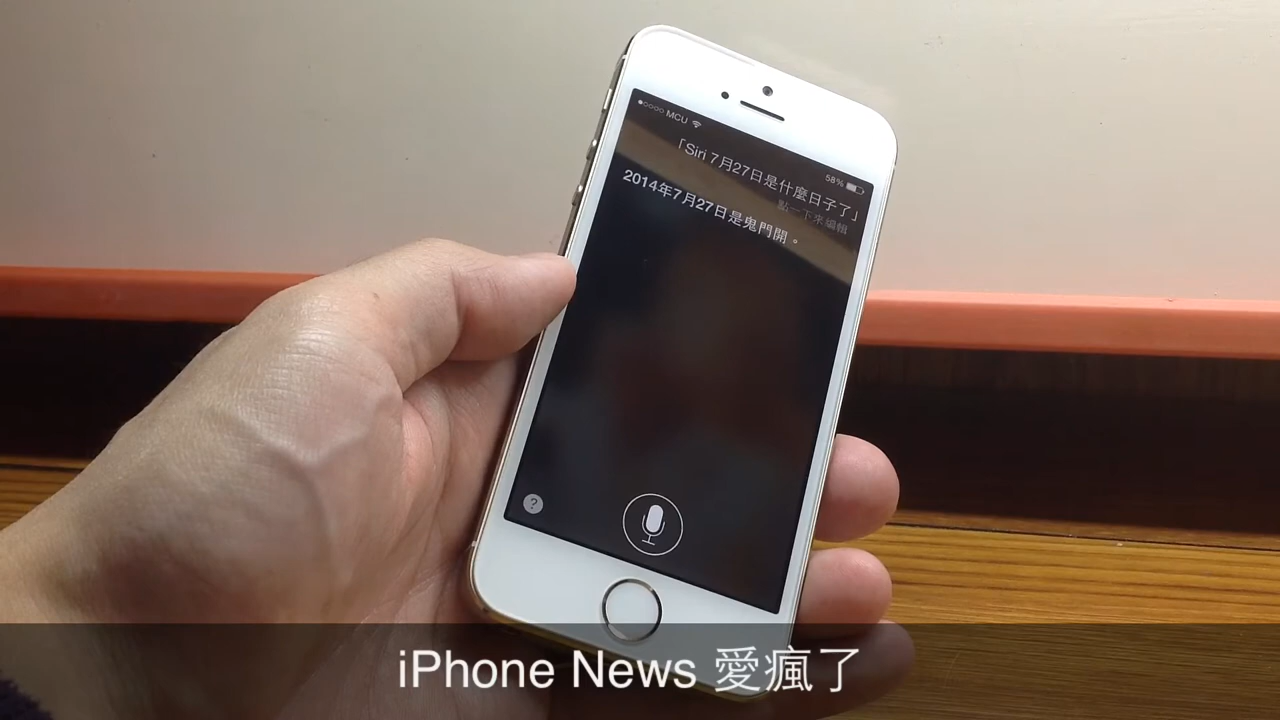 MCU
58%
「Siri 7月27日是什麼日子了」
點一下來編輯
2014年7月27日是鬼門開。
?
iPhone News 愛瘋了